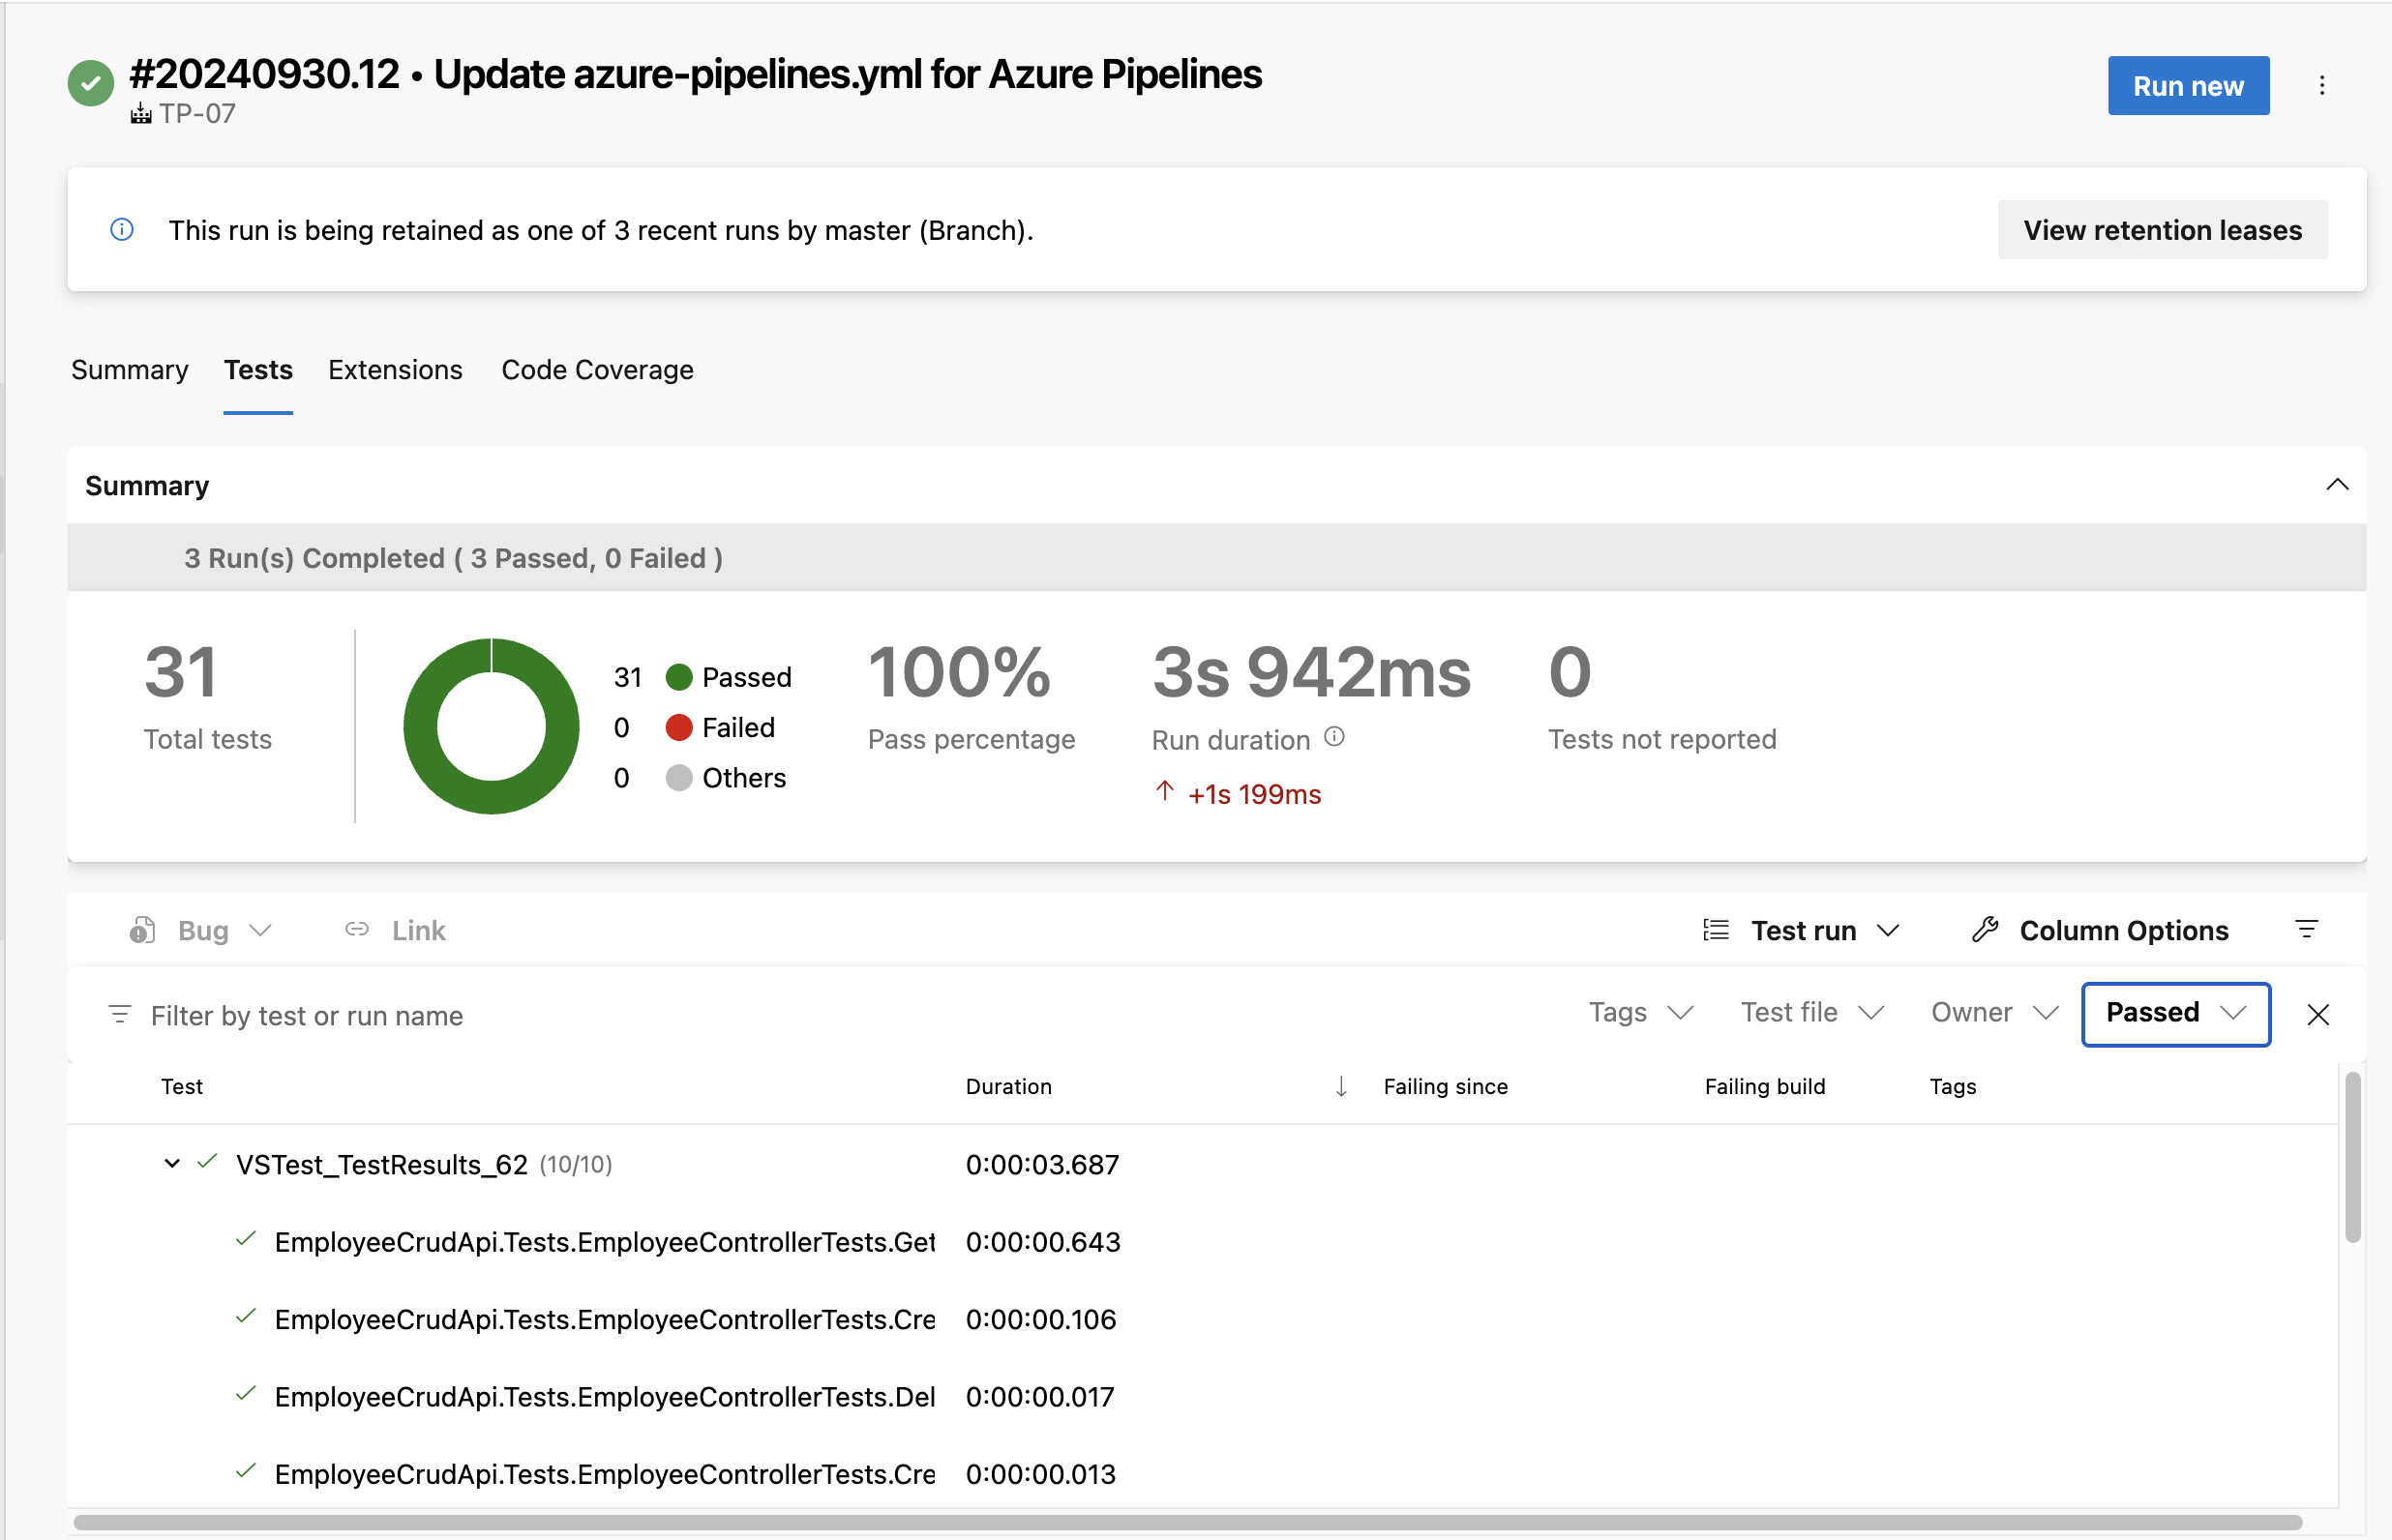 #20240930.12 • Update azure-pipelines.yml for Azure Pipelines
TP-07
Run new
This run is being retained as one of 3 recent runs by master (Branch).
View retention leases
Summary Tests Extensions Code Coverage
Summary
3 Run(s) Completed ( 3 Passed, 0 Failed )
31
Total tests
31 Passed
0 Failed
0 Others
100%
Pass percentage
3s 942ms
Run duration
+1s 199ms
0
Tests not reported
Bug Link Test run Column Options
Filter by test or run name Tags Test file Owner Passed
Test Duration Failing since Failing build Tags
VSTest_TestResults_62 (10/10) 0:00:03.687
EmployeeCrudApi.Tests.EmployeeControllerTests.Get 0:00:00.643
EmployeeCrudApi.Tests.EmployeeControllerTests.Cre 0:00:00.106
EmployeeCrudApi.Tests.EmployeeControllerTests.Del 0:00:00.017
EmployeeCrudApi.Tests.EmployeeControllerTests.Cre 0:00:00.013